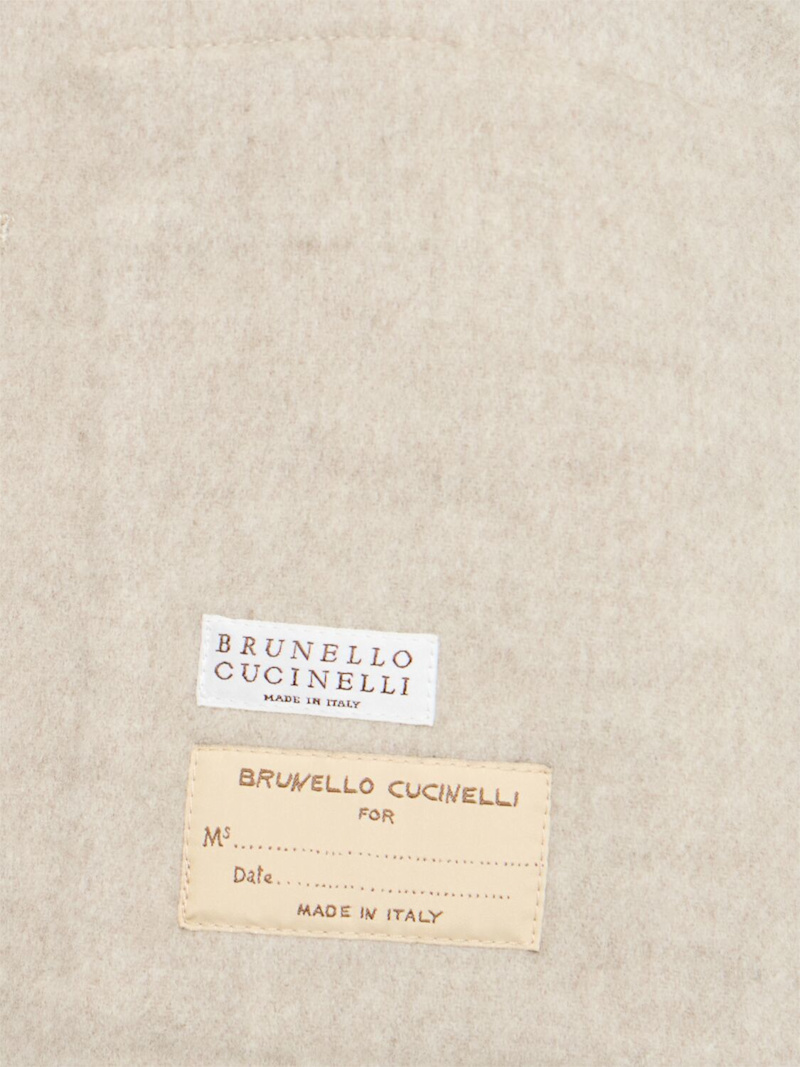 BRUNELLO
CUCINELLI
MADE IN ITALY
BRUNELLO CUCINELLI
FOR
Ms..............................
Date..............................
MADE IN ITALY